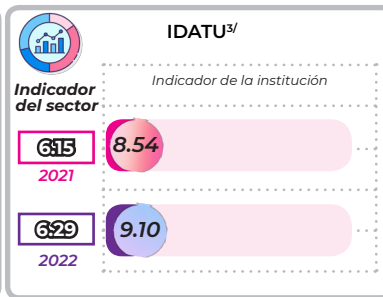 IDATU3/
Indicador de la institución
Indicador
del sector
6.15
8.54
2021
6.29
9.10
2022